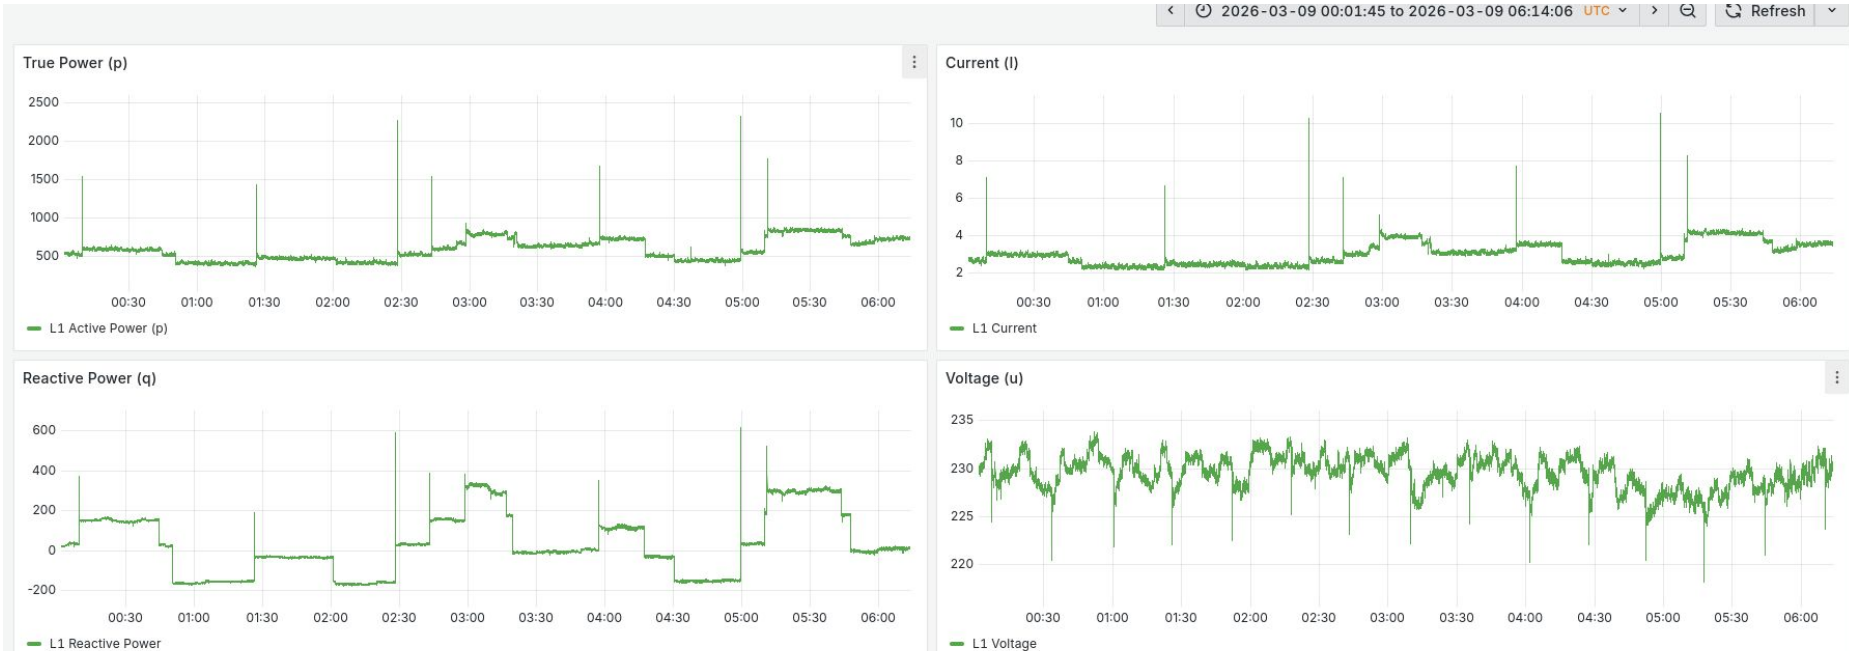 2026-03-09 00:01:45 to 2026-03-09 06:14:06 UTC
Refresh
True Power (p)
2500
2000
1500
1000
500
00:30 01:00 01:30 02:00 02:30 03:00 03:30 04:00 04:30 05:00 05:30 06:00
L1 Active Power (p)
Current (I)
10
8
6
4
2
00:30 01:00 01:30 02:00 02:30 03:00 03:30 04:00 04:30 05:00 05:30 06:00
L1 Current
Reactive Power (q)
600
400
200
0
-200
00:30 01:00 01:30 02:00 02:30 03:00 03:30 04:00 04:30 05:00 05:30 06:00
L1 Reactive Power
Voltage (u)
235
230
225
220
00:30 01:00 01:30 02:00 02:30 03:00 03:30 04:00 04:30 05:00 05:30 06:00
L1 Voltage